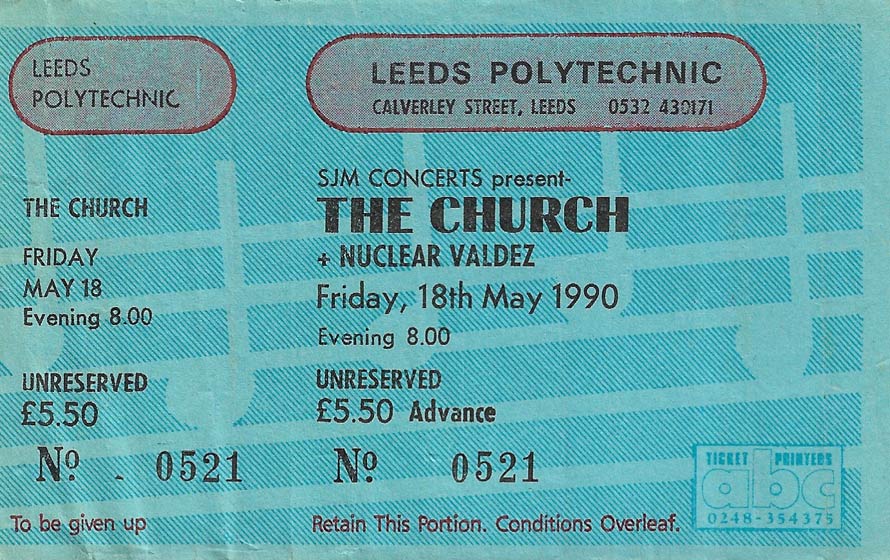 LEEDS
POLYTECHNIC
THE CHURCH
FRIDAY
MAY 18
Evening 8.00
UNRESERVED
£5.50
Nº 0521
To be given up
LEEDS POLYTECHNIC
CALVERLEY STREET, LEEDS 0532 430171
SJM CONCERTS present-
THE CHURCH
+ NUCLEAR VALDEZ
Friday, 18th May 1990
Evening 8.00
UNRESERVED
£5.50 Advance
Nº 0521
Retain This Portion. Conditions Overleaf.
TICKET PRINTERS
abc
0248-354375